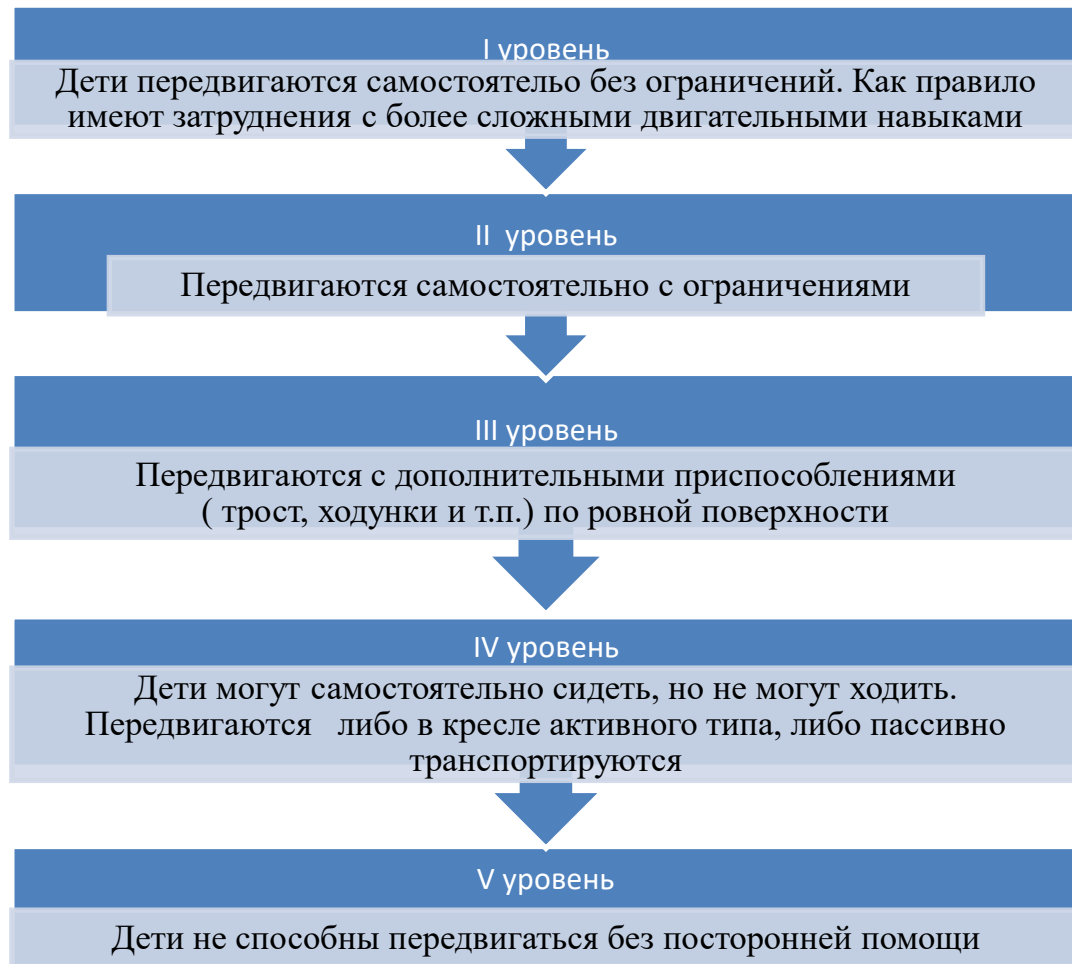 I уровень
Дети передвигаются самостоятельо без ограничений. Как правило
имеют затруднения с более сложными двигательными навыками
II уровень
Передвигаются самостоятельно с ограничениями
III уровень
Передвигаются с дополнительными приспособлениями
( трост, ходунки и т.п.) по ровной поверхности
IV уровень
Дети могут самостоятельно сидеть, но не могут ходить.
Передвигаются либо в кресле активного типа, либо пассивно
транспортируются
V уровень
Дети не способны передвигаться без посторонней помощи